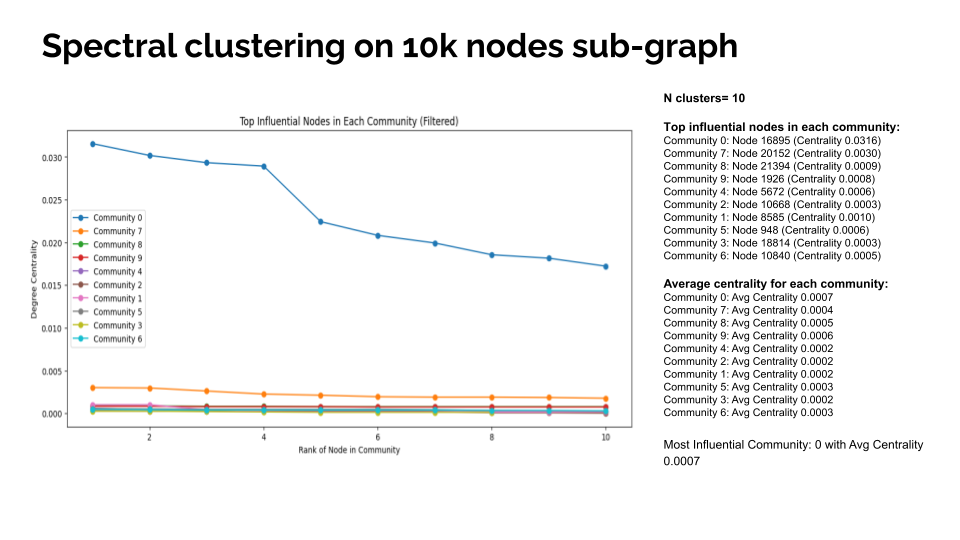 Spectral clustering on 10k nodes sub-graph
Top Influential Nodes in Each Community (Filtered)
0.030
0.025
0.020
0.015
0.010
0.005
0.000
Degree Centrality
Community 0
Community 7
Community 8
Community 9
Community 4
Community 2
Community 1
Community 5
Community 3
Community 6
2
4
6
8
10
Rank of Node in Community
N clusters= 10
Top influential nodes in each community:
Community 0: Node 16895 (Centrality 0.0316)
Community 7: Node 20152 (Centrality 0.0030)
Community 8: Node 21394 (Centrality 0.0009)
Community 9: Node 1926 (Centrality 0.0008)
Community 4: Node 5672 (Centrality 0.0006)
Community 2: Node 10668 (Centrality 0.0003)
Community 1: Node 8585 (Centrality 0.0010)
Community 5: Node 948 (Centrality 0.0006)
Community 3: Node 18814 (Centrality 0.0003)
Community 6: Node 10840 (Centrality 0.0005)
Average centrality for each community:
Community 0: Avg Centrality 0.0007
Community 7: Avg Centrality 0.0004
Community 8: Avg Centrality 0.0005
Community 9: Avg Centrality 0.0006
Community 4: Avg Centrality 0.0002
Community 2: Avg Centrality 0.0002
Community 1: Avg Centrality 0.0002
Community 5: Avg Centrality 0.0003
Community 3: Avg Centrality 0.0002
Community 6: Avg Centrality 0.0003
Most Influential Community: 0 with Avg Centrality
0.0007